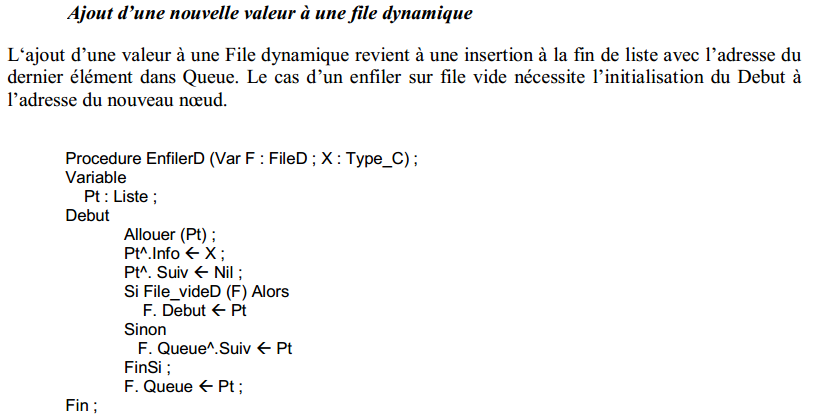 Ajout d’une nouvelle valeur à une file dynamique
L‘ajout d’une valeur à une File dynamique revient à une insertion à la fin de liste avec l’adresse du
dernier élément dans Queue. Le cas d’un enfiler sur file vide nécessite l’initialisation du Debut à
l’adresse du nouveau nœud.
Procedure EnfilerD (Var F : FileD ; X : Type_C) ;
Variable
Pt : Liste ;
Debut
Allouer (Pt) ;
Pt^.Info ← X ;
Pt^. Suiv ← Nil ;
Si File_videD (F) Alors
F. Debut ← Pt
Sinon
F. Queue^.Suiv ← Pt
FinSi ;
F. Queue ← Pt ;
Fin ;